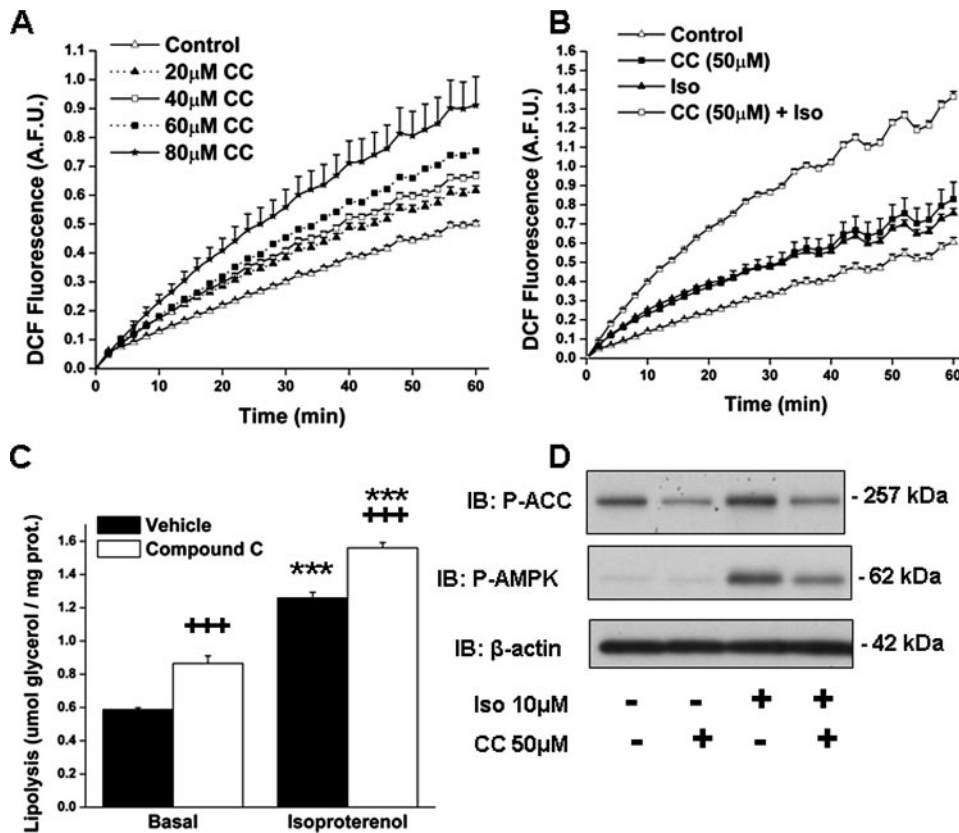 A
Control
20μM CC
40μM CC
60μM CC
80μM CC
DCF Fluorescence (A.F.U.)
1.1
1.0
0.9
0.8
0.7
0.6
0.5
0.4
0.3
0.2
0.1
0.0
0 10 20 30 40 50 60
Time (min)
B
Control
CC (50μM)
Iso
CC (50μM) + Iso
DCF Fluorescence (A.F.U.)
1.6
1.5
1.4
1.3
1.2
1.1
1.0
0.9
0.8
0.7
0.6
0.5
0.4
0.3
0.2
0.1
0.0
0 10 20 30 40 50 60
Time (min)
C
Vehicle
Compound C
Lipolysis (umol glycerol / mg prot.)
1.6
1.4
1.2
1.0
0.8
0.6
0.4
0.2
0.0
+++
***
***
+++
Basal Isoproterenol
D
IB: P-ACC - 257 kDa
IB: P-AMPK - 62 kDa
IB: β-actin - 42 kDa
Iso 10μM - - + +
CC 50μM - + - +